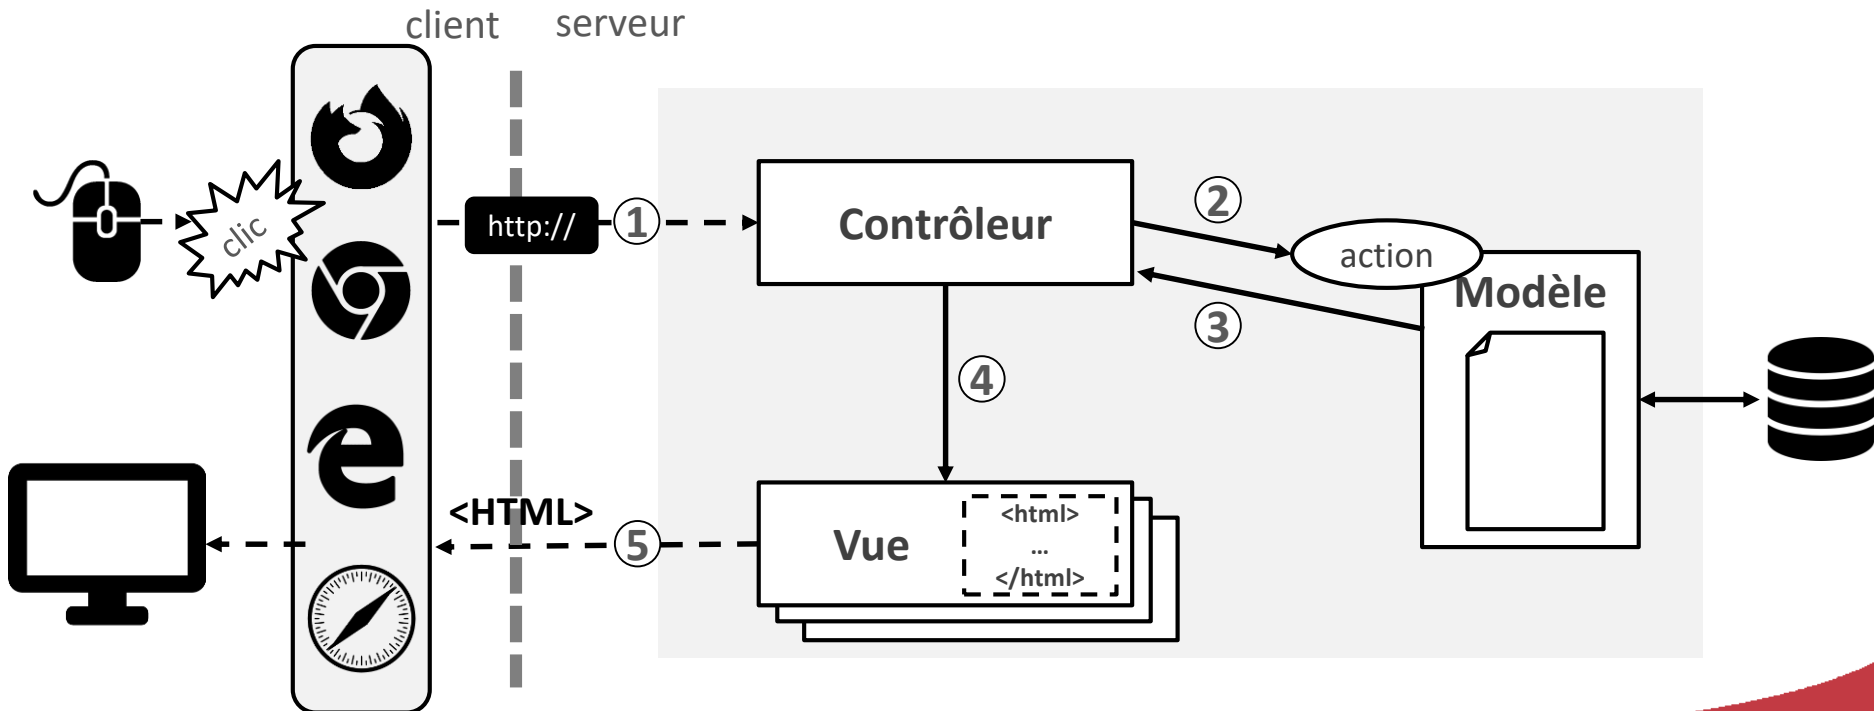 client
serveur
clic
http://
1
Contrôleur
2
action
Modèle
3
4
<HTML>
5
Vue
<html>
...
</html>